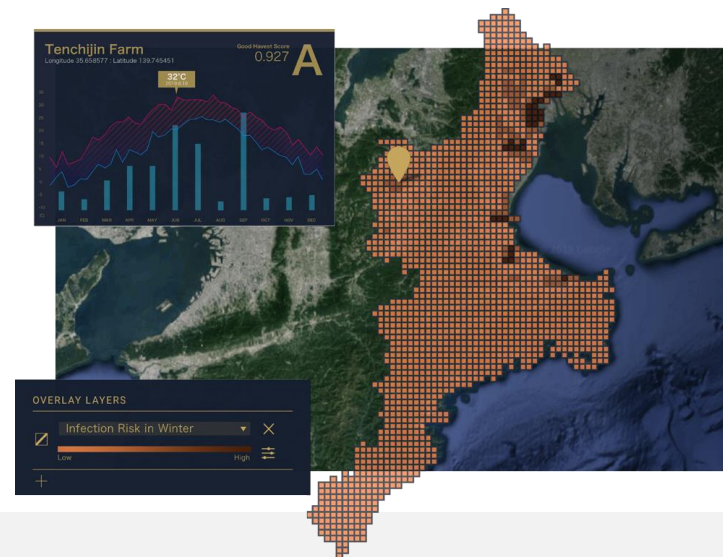 Tenchijin Farm
Longitude 35.658577 : Latitude 139.745451
Good Havest Score
0.927
A
32°C
JAN FEB MAR APR MAY JUN JUL AUG SEP OCT NOV DEC
OVERLAY LAYERS
Infection Risk in Winter
Low High